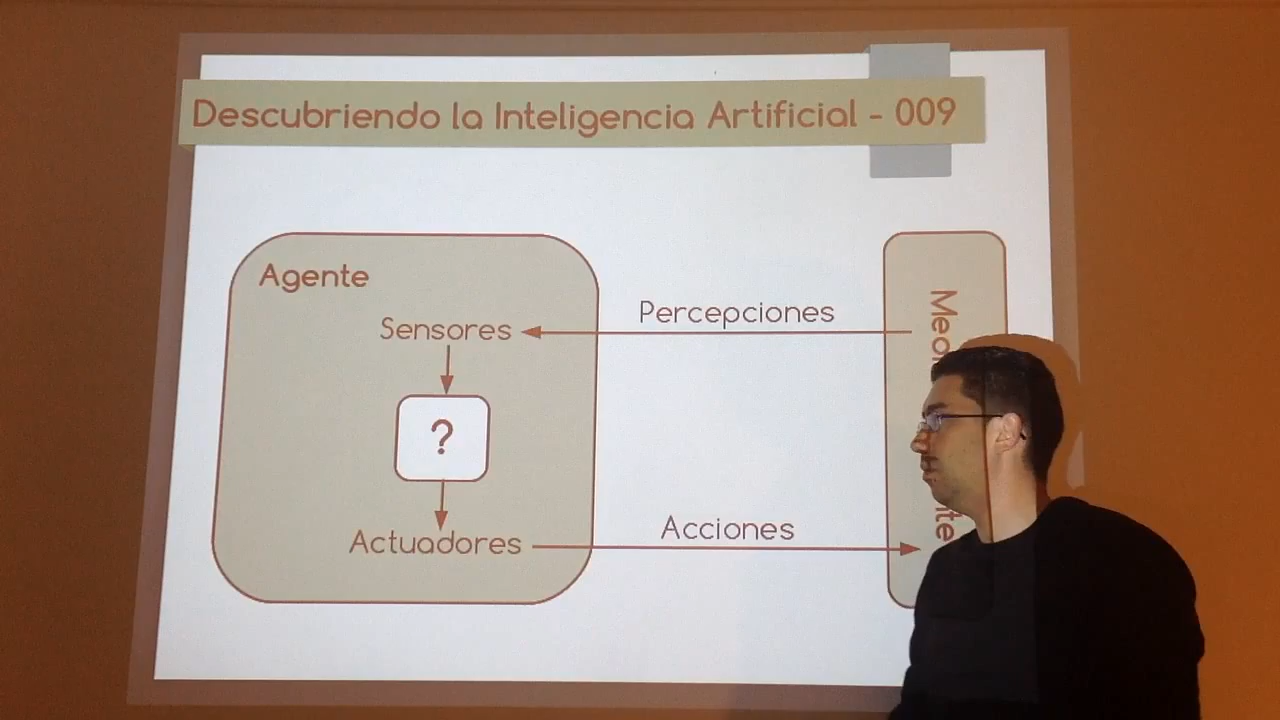 Descubriendo la Inteligencia Artificial - 009
Agente
Percepciones
Sensores
?
Acciones
Actuadores